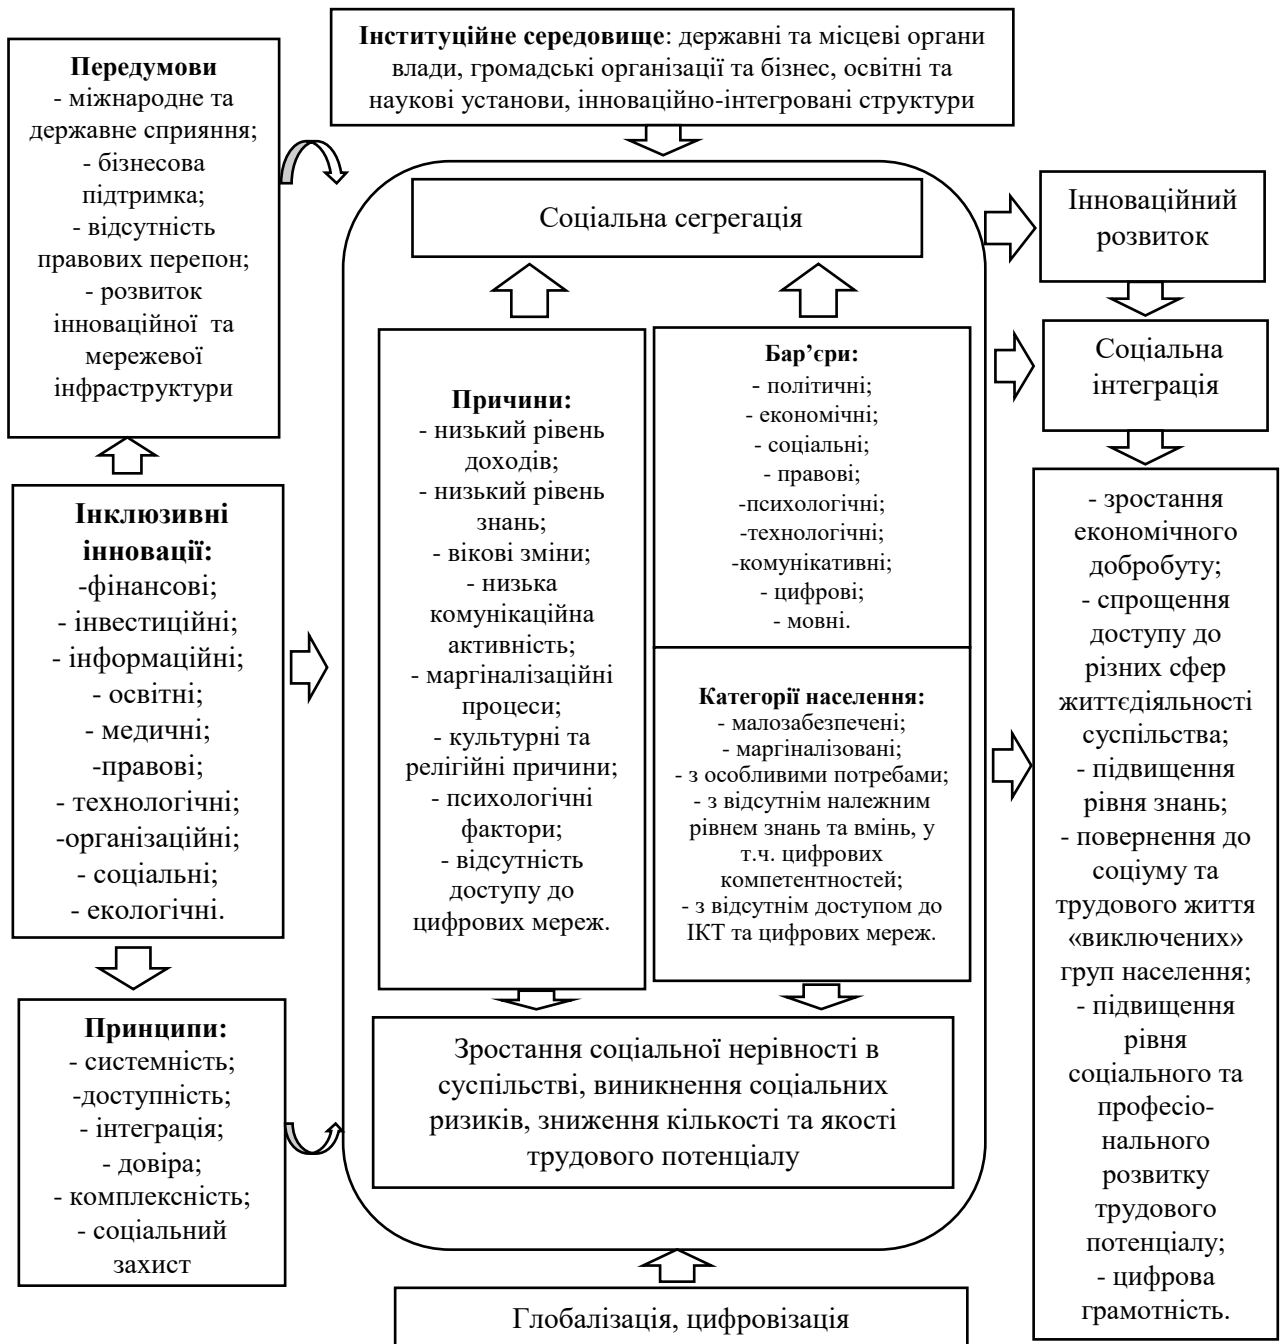 Інституційне середовище: державні та місцеві органи
влади, громадські організації та бізнес, освітні та
наукові установи, інноваційно-інтегровані структури
Передумови
- міжнародне та
державне сприяння;
- бізнесова
підтримка;
- відсутність
правових перепон;
- розвиток
інноваційної та
мережевої
інфраструктури
Інклюзивні
інновації:
-фінансові;
- інвестиційні;
- інформаційні;
- освітні;
- медичні;
-правові;
- технологічні;
-організаційні;
- соціальні;
- екологічні.
Принципи:
- системність;
-доступність;
- інтеграція;
- довіра;
- комплексність;
- соціальний
захист
Соціальна сегрегація
Причини:
- низький рівень
доходів;
- низький рівень
знань;
- вікові зміни;
- низька
комунікаційна
активність;
- маргіналізаційні
процеси;
- культурні та
релігійні причини;
- психологічні
фактори;
- відсутність
доступу до
цифрових мереж.
Бар’єри:
- політичні;
- економічні;
- соціальні;
- правові;
-психологічні;
-технологічні;
-комунікативні;
- цифрові;
- мовні.
Категорії населення:
- малозабезпечені;
- маргіналізовані;
- з особливими потребами;
- з відсутнім належним
рівнем знань та вмінь, у
т.ч. цифрових
компетентностей;
- з відсутнім доступом до
ІКТ та цифрових мереж.
Зростання соціальної нерівності в
суспільстві, виникнення соціальних
ризиків, зниження кількості та якості
трудового потенціалу
Глобалізація, цифровізація
Інноваційний
розвиток
Соціальна
інтеграція
- зростання
економічного
добробуту;
- спрощення
доступу до
різних сфер
життєдіяльності
суспільства;
- підвищення
рівня знань;
- повернення до
соціуму та
трудового життя
«виключених»
груп населення;
- підвищення
рівня
соціального та
професіо-
нального
розвитку
трудового
потенціалу;
- цифрова
грамотність.